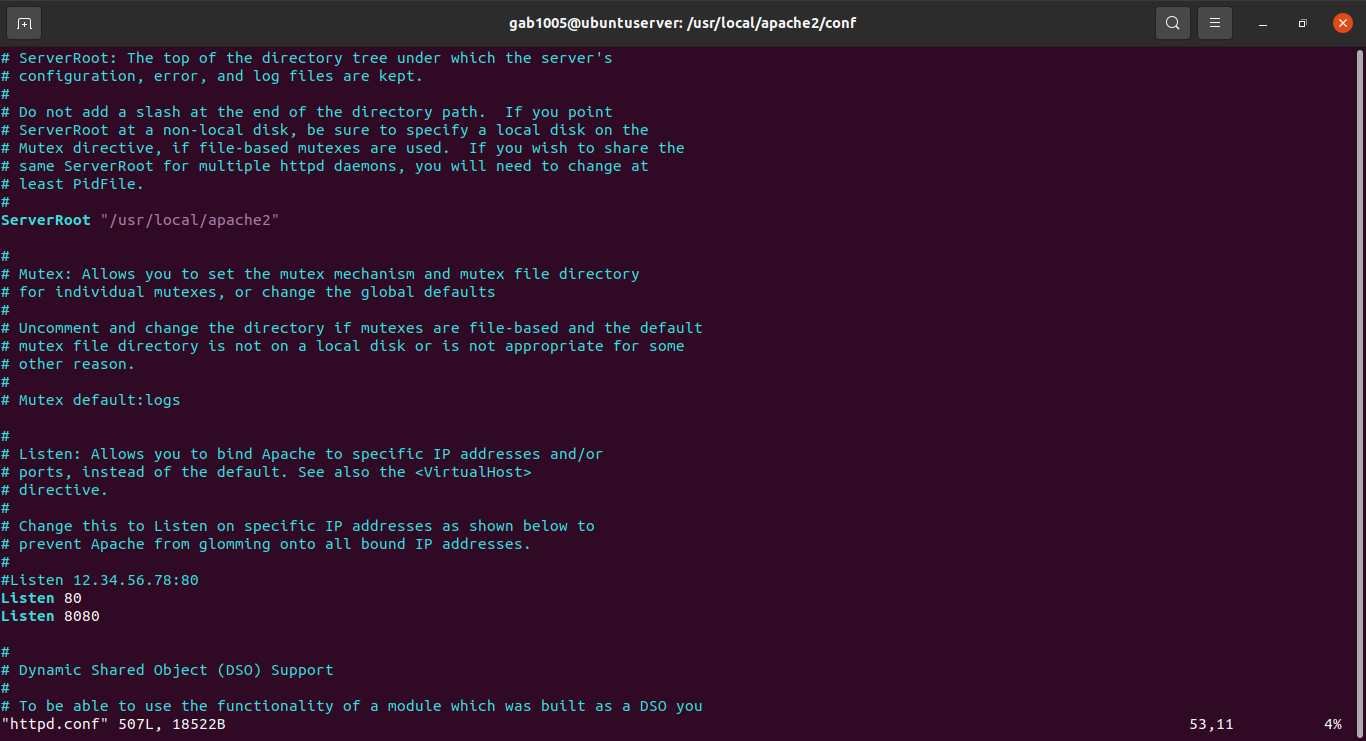 gab1005@ubuntuserver: /usr/local/apache2/conf
# ServerRoot: The top of the directory tree under which the server's
# configuration, error, and log files are kept.
#
# Do not add a slash at the end of the directory path.  If you point
# ServerRoot at a non-local disk, be sure to specify a local disk on the
# Mutex directive, if file-based mutexes are used.  If you wish to share the
# same ServerRoot for multiple httpd daemons, you will need to change at
# least PidFile.
#
ServerRoot "/usr/local/apache2"
#
# Mutex: Allows you to set the mutex mechanism and mutex file directory
# for individual mutexes, or change the global defaults
#
# Uncomment and change the directory if mutexes are file-based and the default
# mutex file directory is not on a local disk or is not appropriate for some
# other reason.
#
# Mutex default:logs
#
# Listen: Allows you to bind Apache to specific IP addresses and/or
# ports, instead of the default. See also the <VirtualHost>
# directive.
#
# Change this to Listen on specific IP addresses as shown below to
# prevent Apache from glomming onto all bound IP addresses.
#
#Listen 12.34.56.78:80
Listen 80
Listen 8080
#
# Dynamic Shared Object (DSO) Support
#
# To be able to use the functionality of a module which was built as a DSO you
"httpd.conf" 507L, 18522B 53,11 4%